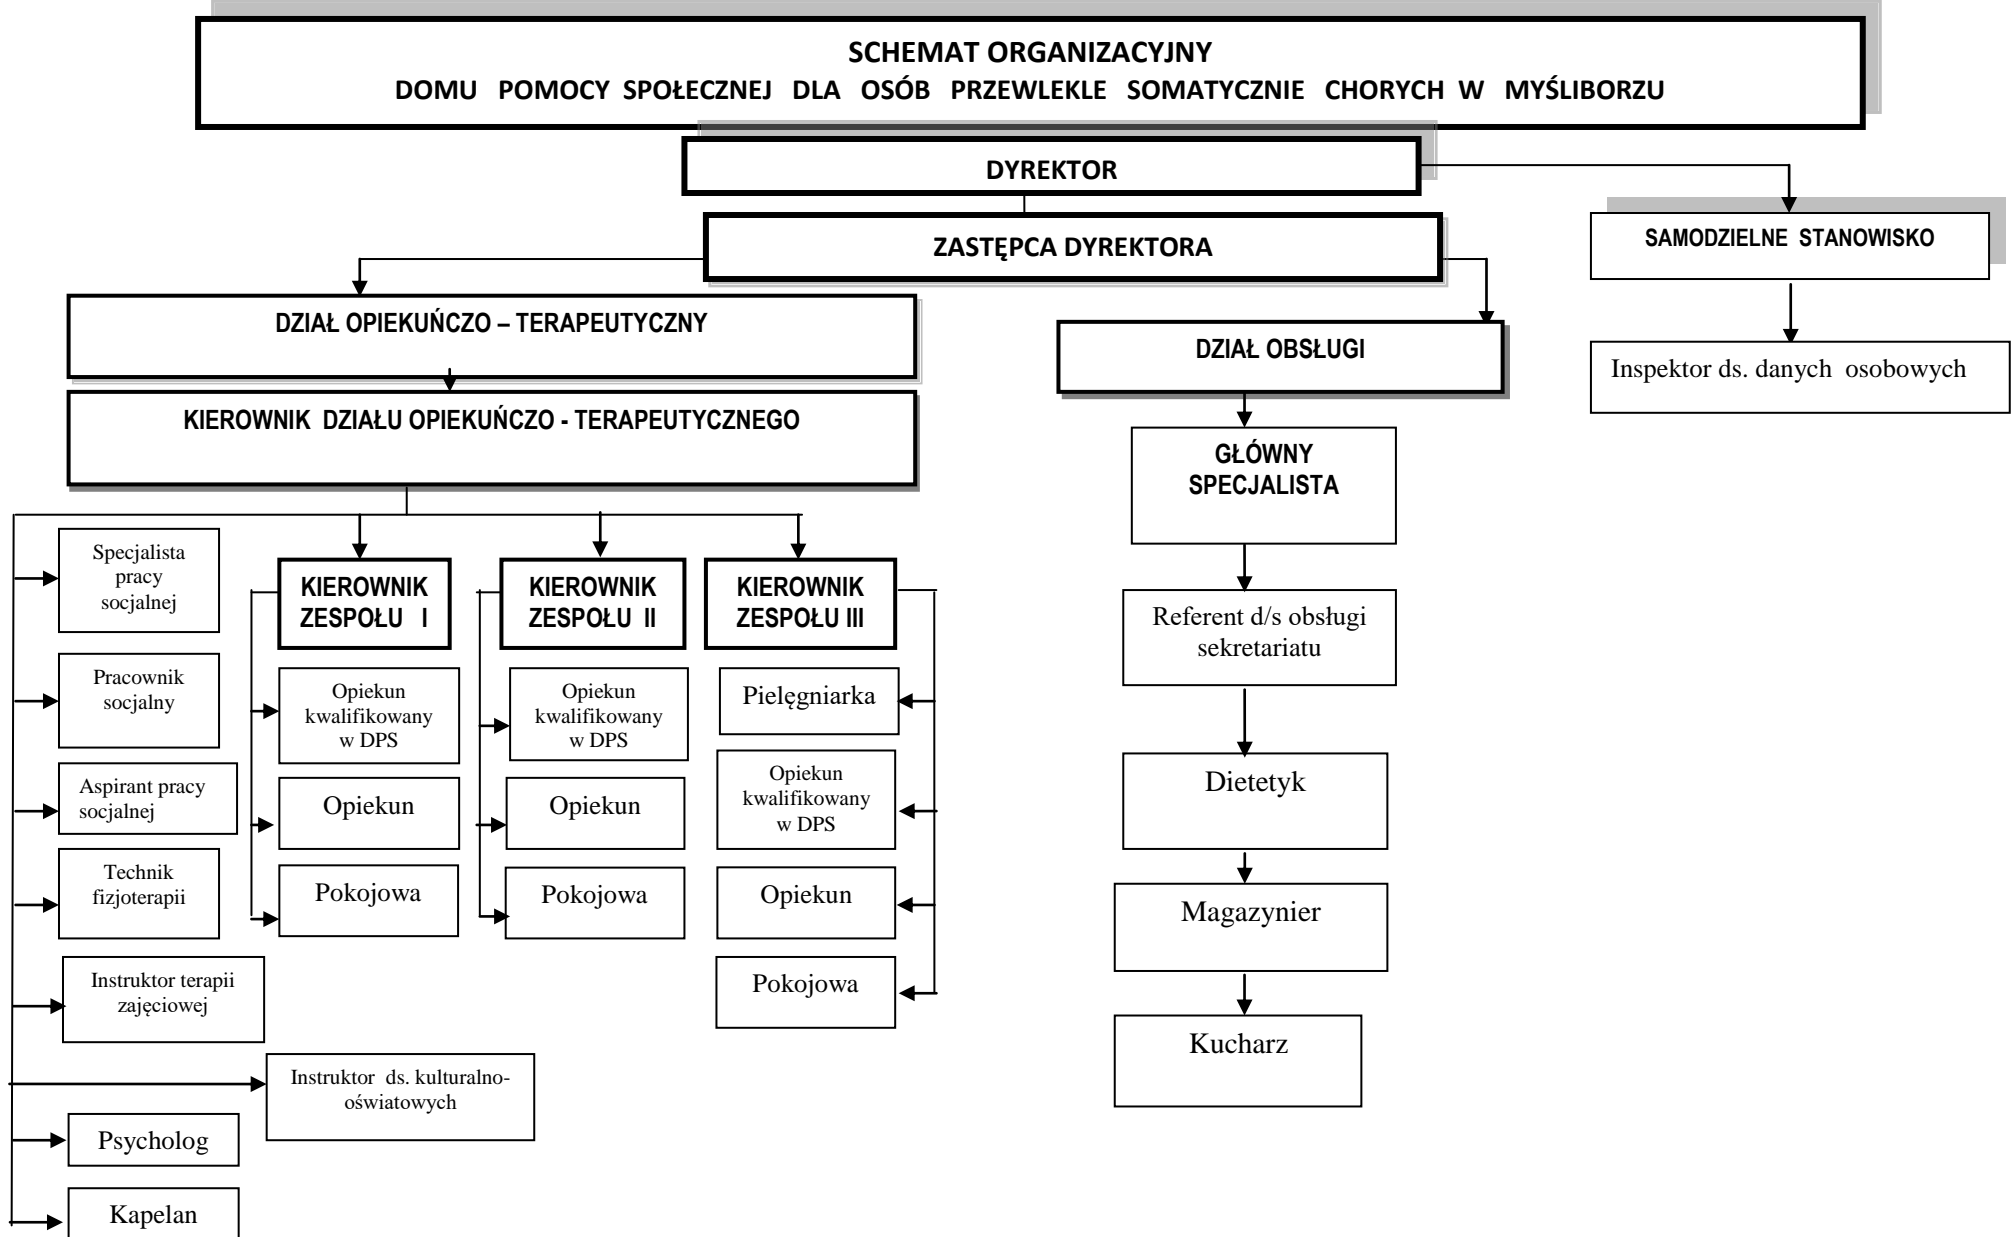 SCHEMAT ORGANIZACYJNY
DOMU POMOCY SPOŁECZNEJ DLA OSÓB PRZEWLEKLE SOMATYCZNIE CHORYCH W MYŚLIBORZU
DYREKTOR
ZASTĘPCA DYREKTORA
SAMODZIELNE STANOWISKO
Inspektor ds. danych osobowych
DZIAŁ OPIEKUŃCZO – TERAPEUTYCZNY
KIEROWNIK DZIAŁU OPIEKUŃCZO - TERAPEUTYCZNEGO
Specjalista
pracy
socjalnej
Pracownik
socjalny
Aspirant pracy
socjalnej
Technik
fizjoterapii
Instruktor terapii
zajęciowej
Instruktor ds. kulturalno-
oświatowych
Psycholog
Kapelan
KIEROWNIK
ZESPOŁU I
Opiekun
kwalifikowany
w DPS
Opiekun
Pokojowa
KIEROWNIK
ZESPOŁU II
Opiekun
kwalifikowany
w DPS
Opiekun
Pokojowa
KIEROWNIK
ZESPOŁU III
Pielęgniarka
Opiekun
kwalifikowany
w DPS
Opiekun
Pokojowa
DZIAŁ OBSŁUGI
GŁÓWNY
SPECJALISTA
Referent d/s obsługi
sekretariatu
Dietetyk
Magazynier
Kucharz